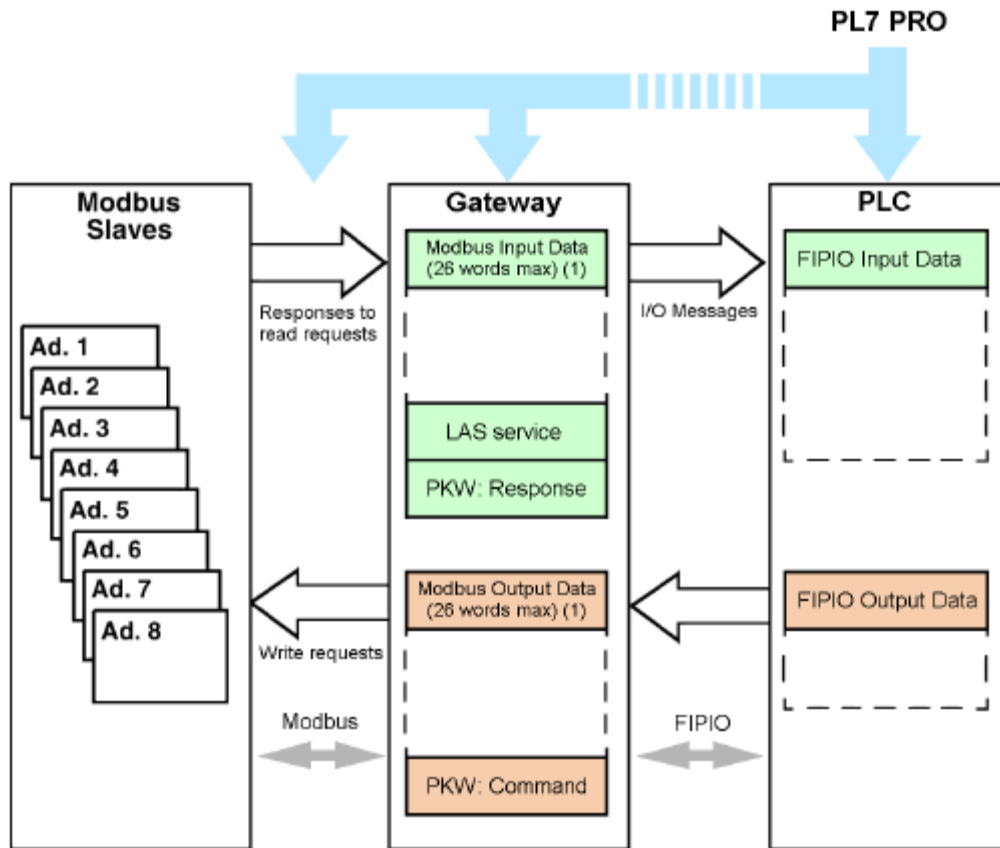 PL7 PRO
Modbus
Slaves
Gateway
PLC
Modbus Input Data
(26 words max) (1)
FIPIO Input Data
Responses to
read requests
I/O Messages
Ad. 1
Ad. 2
Ad. 3
Ad. 4
Ad. 5
Ad. 6
Ad. 7
Ad. 8
LAS service
PKW: Response
Modbus Output Data
(26 words max) (1)
FIPIO Output Data
Write requests
Modbus
FIPIO
PKW: Command